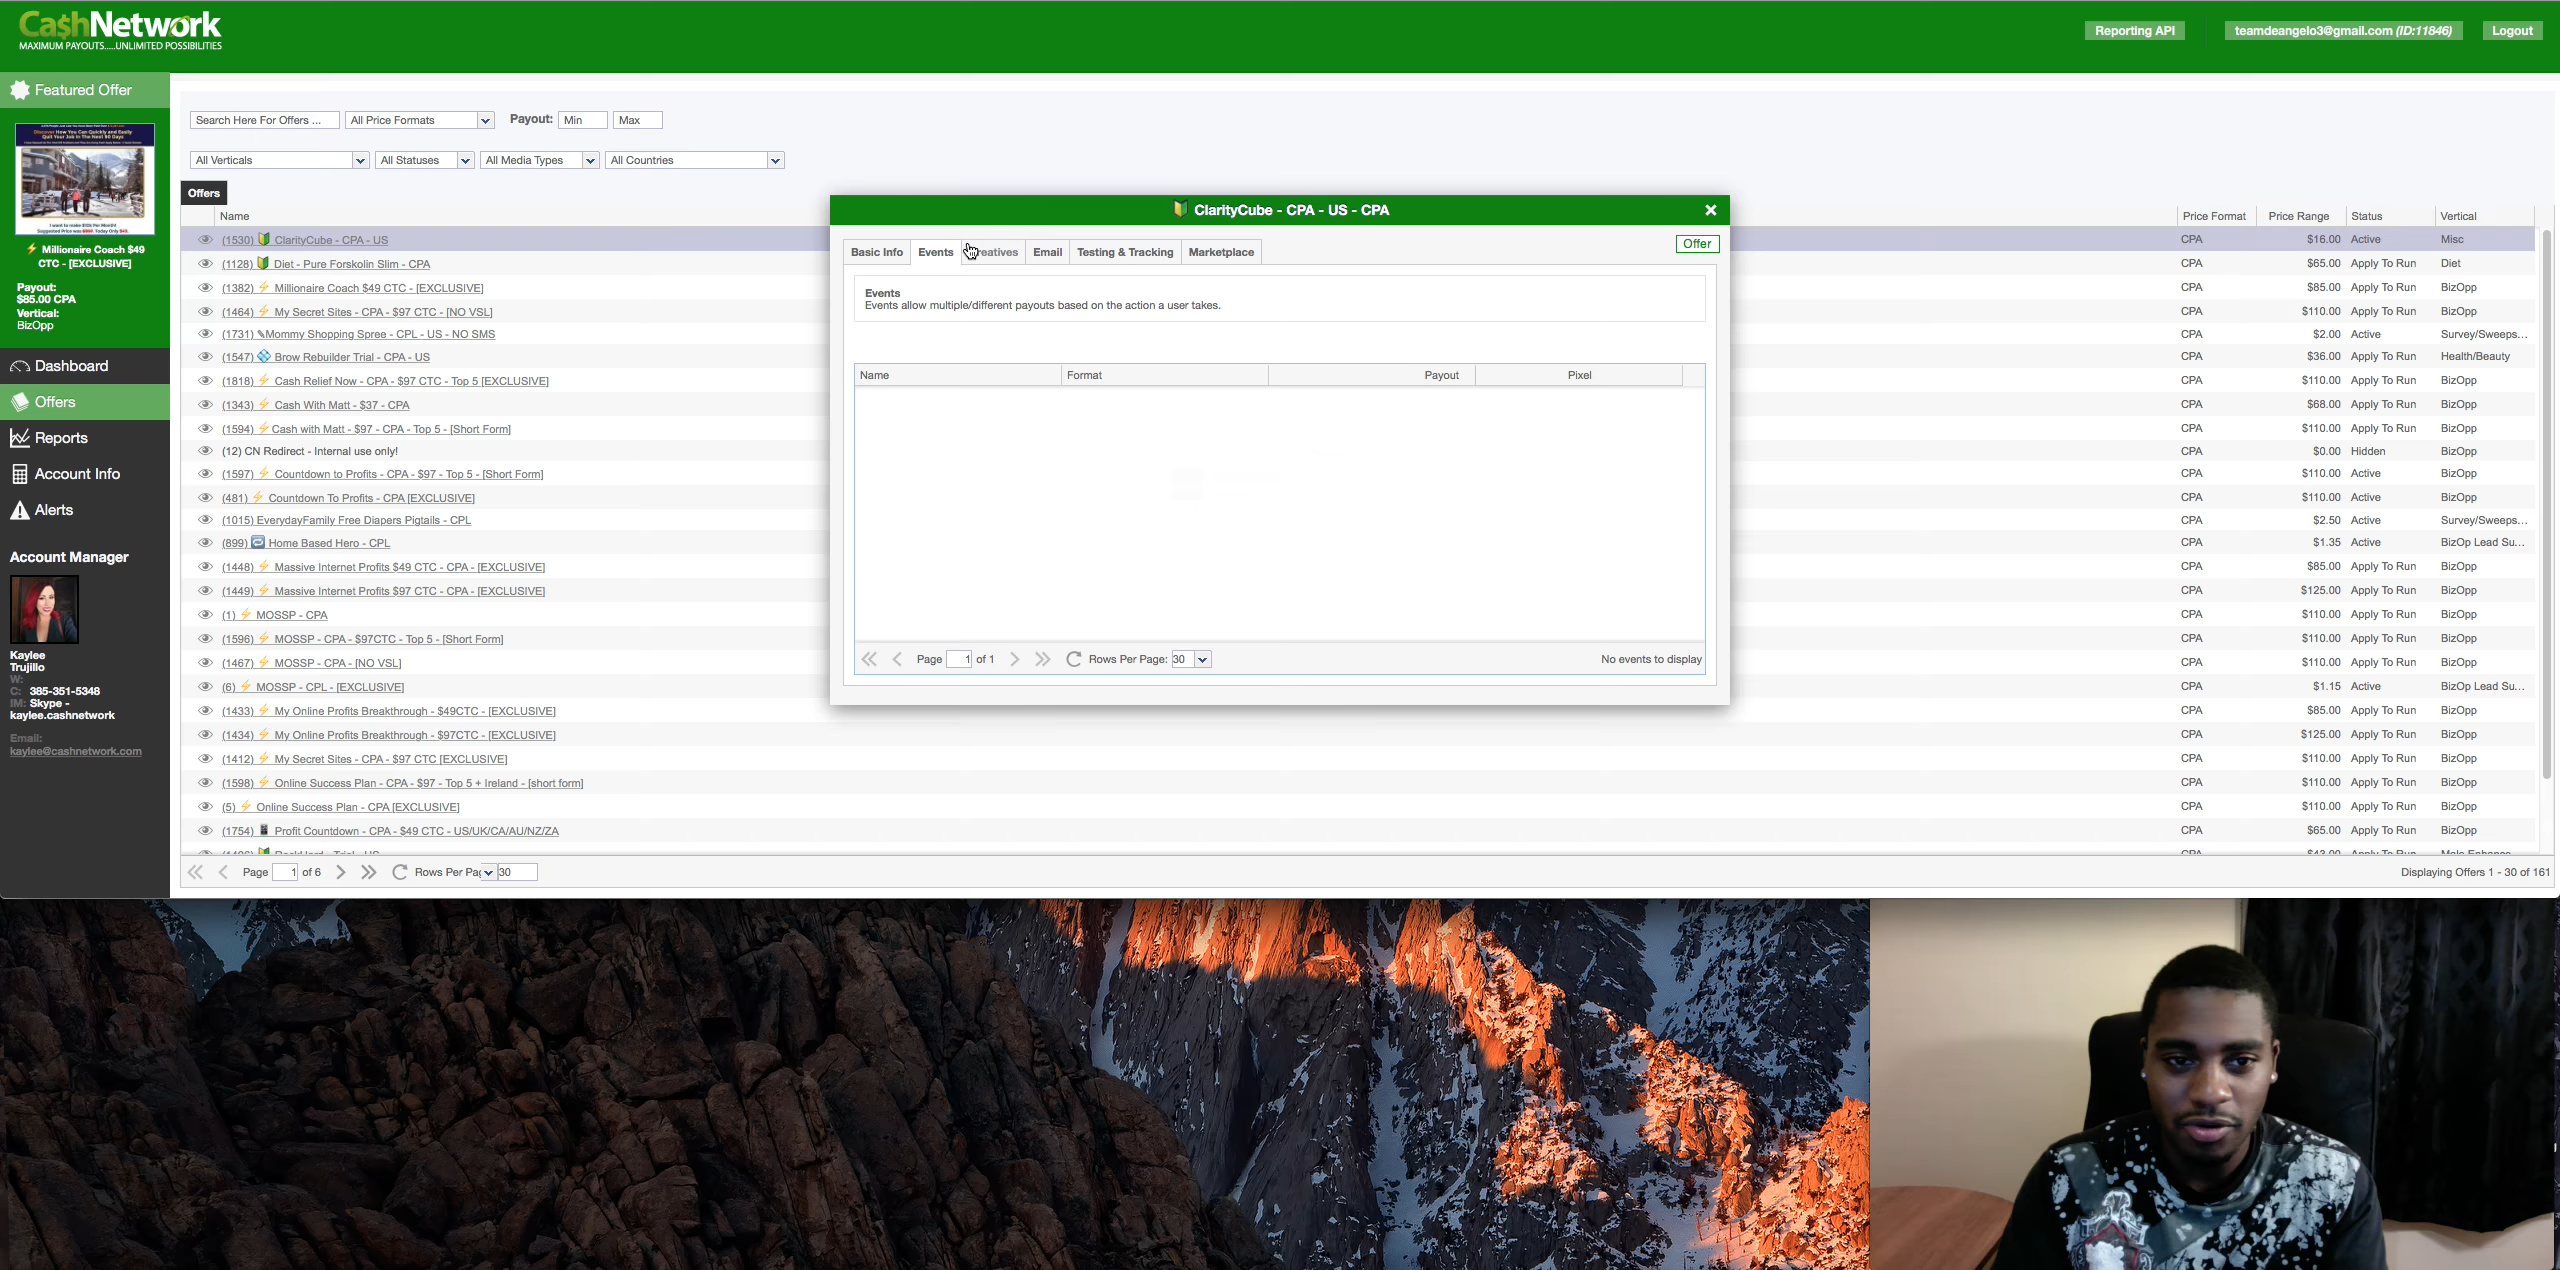 Ca$hNetwork
MAXIMUM PAYOUTS.....UNLIMITED POSSIBILITIES
Reporting API
teamdeangelo3@gmail.com (ID:11846)
Logout
Featured Offer
Discover How You Can Quickly and Easily
Quit Your Job In The Next 90 Days
Millionaire Coach $49
CTC - [EXCLUSIVE]
Payout:
$85.00 CPA
Vertical:
BizOpp
Dashboard
Offers
Reports
Account Info
Alerts
Account Manager
Kaylee
Trujillo
W:
C: 385-351-5348
IM: Skype -
kaylee.cashnetwork
Email:
kaylee@cashnetwork.com
Search Here For Offers ... All Price Formats Payout: Min Max
All Verticals All Statuses All Media Types All Countries
Offers
Name Price Format Price Range Status Vertical
(1530) ClarityCube - CPA - US CPA $16.00 Active Misc
(1128) Diet - Pure Forskolin Slim - CPA CPA $65.00 Apply To Run Diet
(1382) Millionaire Coach $49 CTC - [EXCLUSIVE] CPA $85.00 Apply To Run BizOpp
(1464) My Secret Sites - CPA - $97 CTC - [NO VSL] CPA $110.00 Apply To Run BizOpp
(1731) Mommy Shopping Spree - CPL - US - NO SMS CPA $2.00 Active Survey/Sweeps...
(1547) Brow Rebuilder Trial - CPA - US CPA $36.00 Apply To Run Health/Beauty
(1818) Cash Relief Now - CPA - $97 CTC - Top 5 [EXCLUSIVE] CPA $110.00 Apply To Run BizOpp
(1343) Cash With Matt - $37 - CPA CPA $68.00 Apply To Run BizOpp
(1594) Cash with Matt - $97 - CPA - Top 5 - [Short Form] CPA $110.00 Apply To Run BizOpp
(12) CN Redirect - Internal use only! CPA $0.00 Hidden BizOpp
(1597) Countdown to Profits - CPA - $97 - Top 5 - [Short Form] CPA $110.00 Active BizOpp
(481) Countdown To Profits - CPA [EXCLUSIVE] CPA $110.00 Active BizOpp
(1015) EverydayFamily Free Diapers Pigtails - CPL CPA $2.50 Active Survey/Sweeps...
(899) Home Based Hero - CPL CPA $1.35 Active BizOp Lead Su...
(1448) Massive Internet Profits $49 CTC - CPA - [EXCLUSIVE] CPA $85.00 Apply To Run BizOpp
(1449) Massive Internet Profits $97 CTC - CPA - [EXCLUSIVE] CPA $125.00 Apply To Run BizOpp
(1) MOSSP - CPA CPA $110.00 Apply To Run BizOpp
(1596) MOSSP - CPA - $97CTC - Top 5 - [Short Form] CPA $110.00 Apply To Run BizOpp
(1467) MOSSP - CPA - [NO VSL] CPA $110.00 Apply To Run BizOpp
(6) MOSSP - CPL - [EXCLUSIVE] CPA $1.15 Active BizOp Lead Su...
(1433) My Online Profits Breakthrough - $49CTC - [EXCLUSIVE] CPA $85.00 Apply To Run BizOpp
(1434) My Online Profits Breakthrough - $97CTC - [EXCLUSIVE] CPA $125.00 Apply To Run BizOpp
(1412) My Secret Sites - CPA - $97 CTC [EXCLUSIVE] CPA $110.00 Apply To Run BizOpp
(1598) Online Success Plan - CPA - $97 - Top 5 + Ireland - [short form] CPA $110.00 Apply To Run BizOpp
(5) Online Success Plan - CPA [EXCLUSIVE] CPA $110.00 Apply To Run BizOpp
(1754) Profit Countdown - CPA - $49 CTC - US/UK/CA/AU/NZ/ZA CPA $65.00 Apply To Run BizOpp
Page 1 of 6 Rows Per Pag 30 Displaying Offers 1 - 30 of 161
ClarityCube - CPA - US - CPA
Basic Info Events reatives Email Testing & Tracking Marketplace Offer
Events
Events allow multiple/different payouts based on the action a user takes.
Name Format Payout Pixel
Page 1 of 1 Rows Per Page: 30 No events to display